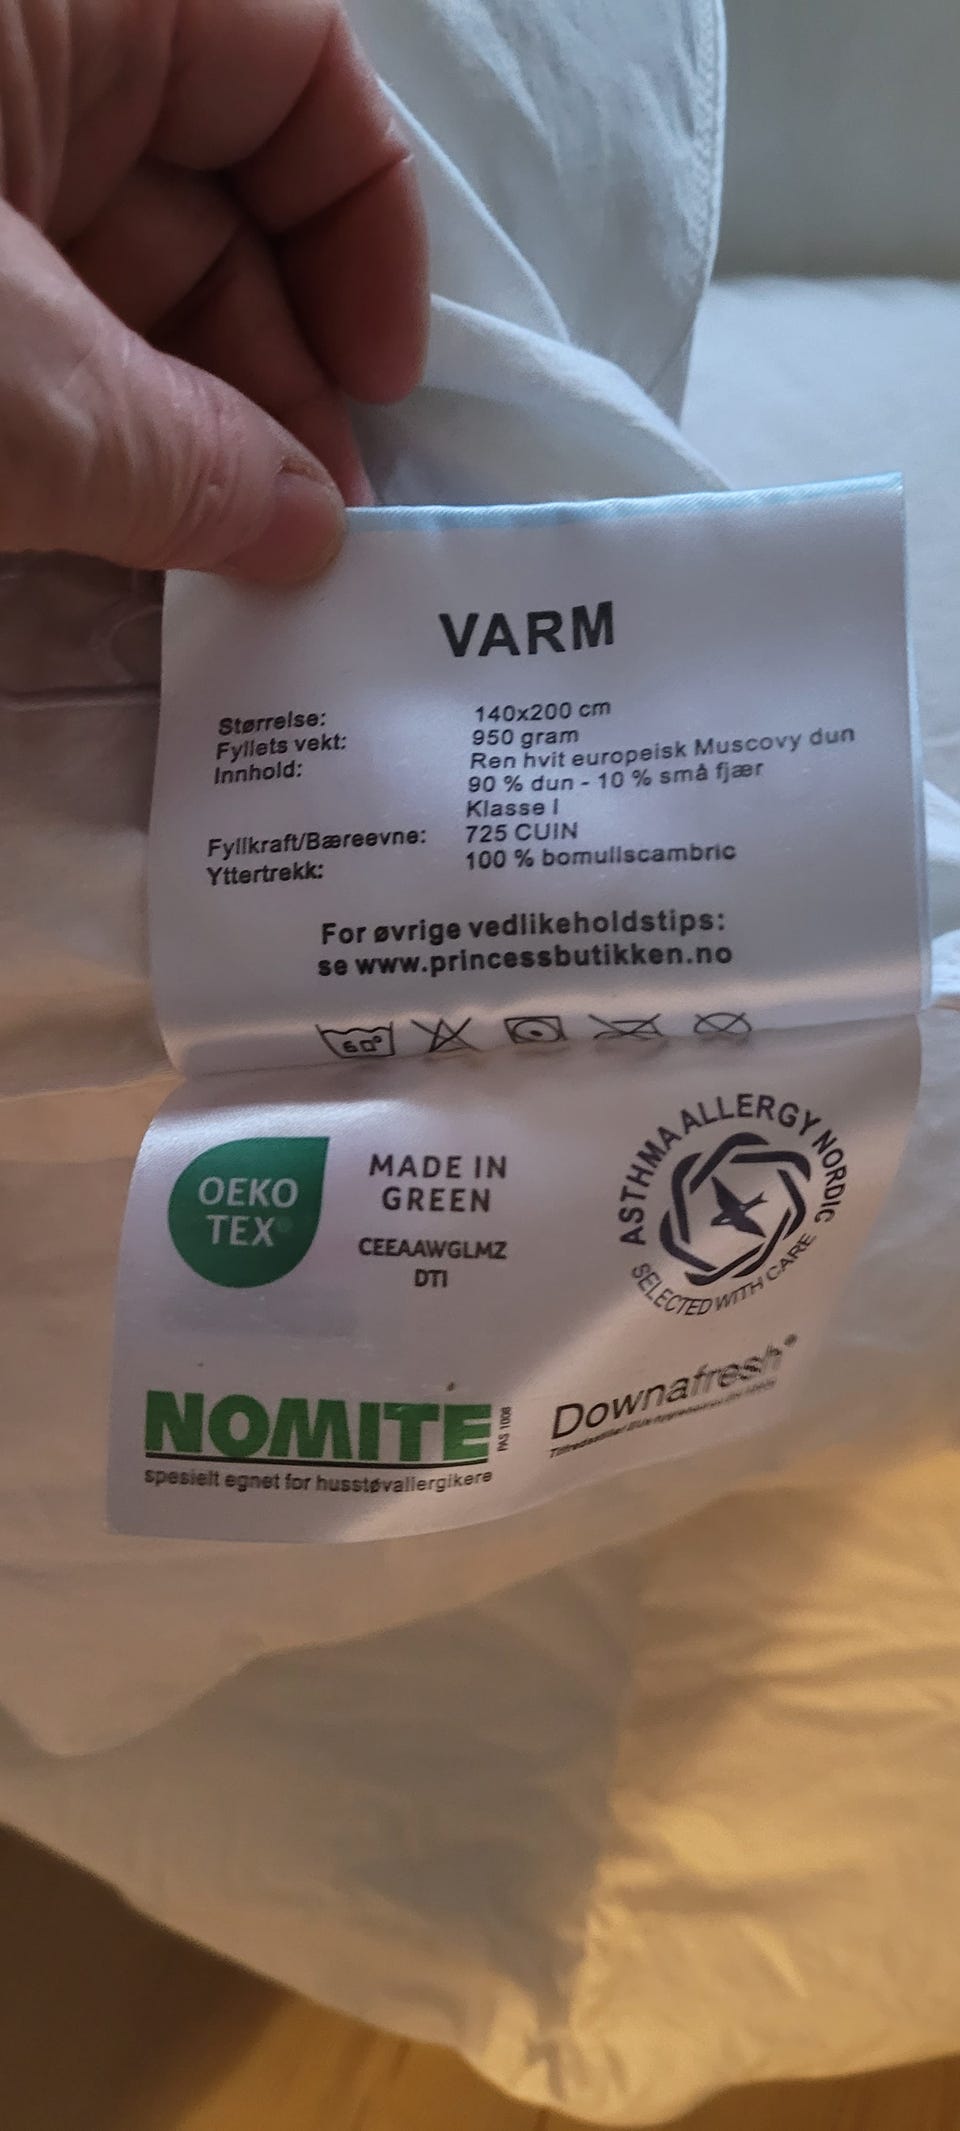 VARM
Størrelse: 140x200 cm
Fyllets vekt: 950 gram
Innhold: Ren hvit europeisk Muscovy dun
90 % dun - 10 % små fjær
Klasse I
Fyllkraft/Bæreevne: 725 CUIN
Yttertrekk: 100 % bomullscambric
For øvrige vedlikeholdstips:
se www.princessbutikken.no
60°
OEKO
TEX®
MADE IN
GREEN
CEEAAWGLMZ
DTI
ASTHMA ALLERGY NORDIC
SELECTED WITH CARE
NOMITE PAS 1008
spesielt egnet for husstøvallergikere
Downafresh®